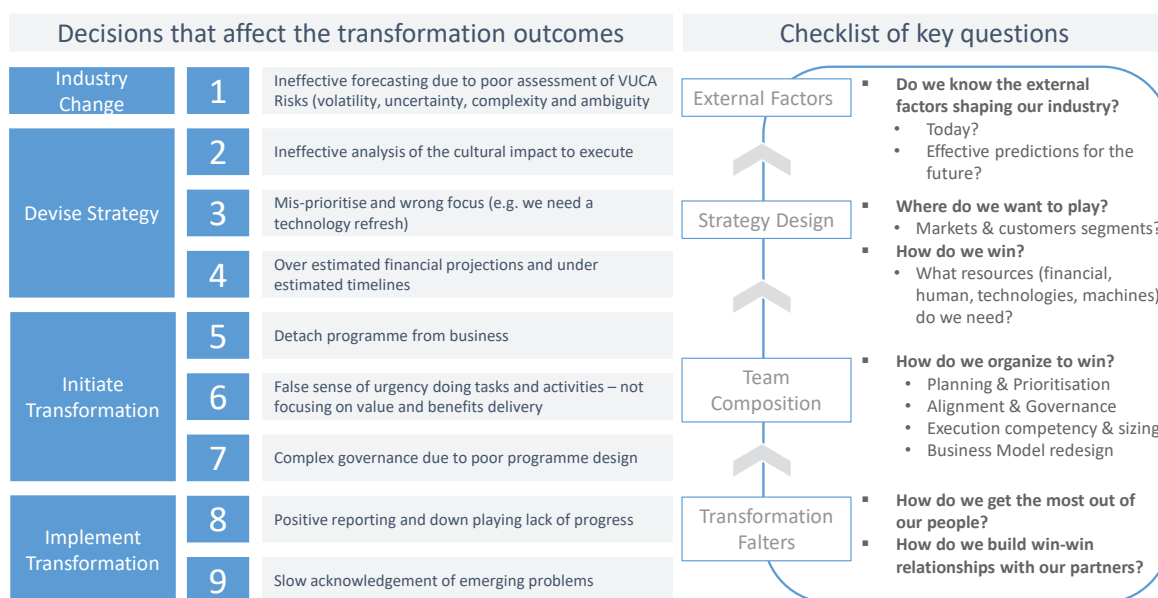 Decisions that affect the transformation outcomes
Checklist of key questions
Industry
Change
1
Ineffective forecasting due to poor assessment of VUCA
Risks (volatility, uncertainty, complexity and ambiguity
Devise Strategy
2
Ineffective analysis of the cultural impact to execute
3
Mis-prioritise and wrong focus (e.g. we need a
technology refresh)
4
Over estimated financial projections and under
estimated timelines
Initiate
Transformation
5
Detach programme from business
6
False sense of urgency doing tasks and activities – not
focusing on value and benefits delivery
7
Complex governance due to poor programme design
Implement
Transformation
8
Positive reporting and down playing lack of progress
9
Slow acknowledgement of emerging problems
External Factors
▪ Do we know the external
factors shaping our industry?
• Today?
• Effective predictions for the
future?
Strategy Design
▪ Where do we want to play?
• Markets & customers segments?
▪ How do we win?
• What resources (financial,
human, technologies, machines)
do we need?
Team
Composition
▪ How do we organize to win?
• Planning & Prioritisation
• Alignment & Governance
• Execution competency & sizing
• Business Model redesign
Transformation
Falters
▪ How do we get the most out of
our people?
▪ How do we build win-win
relationships with our partners?